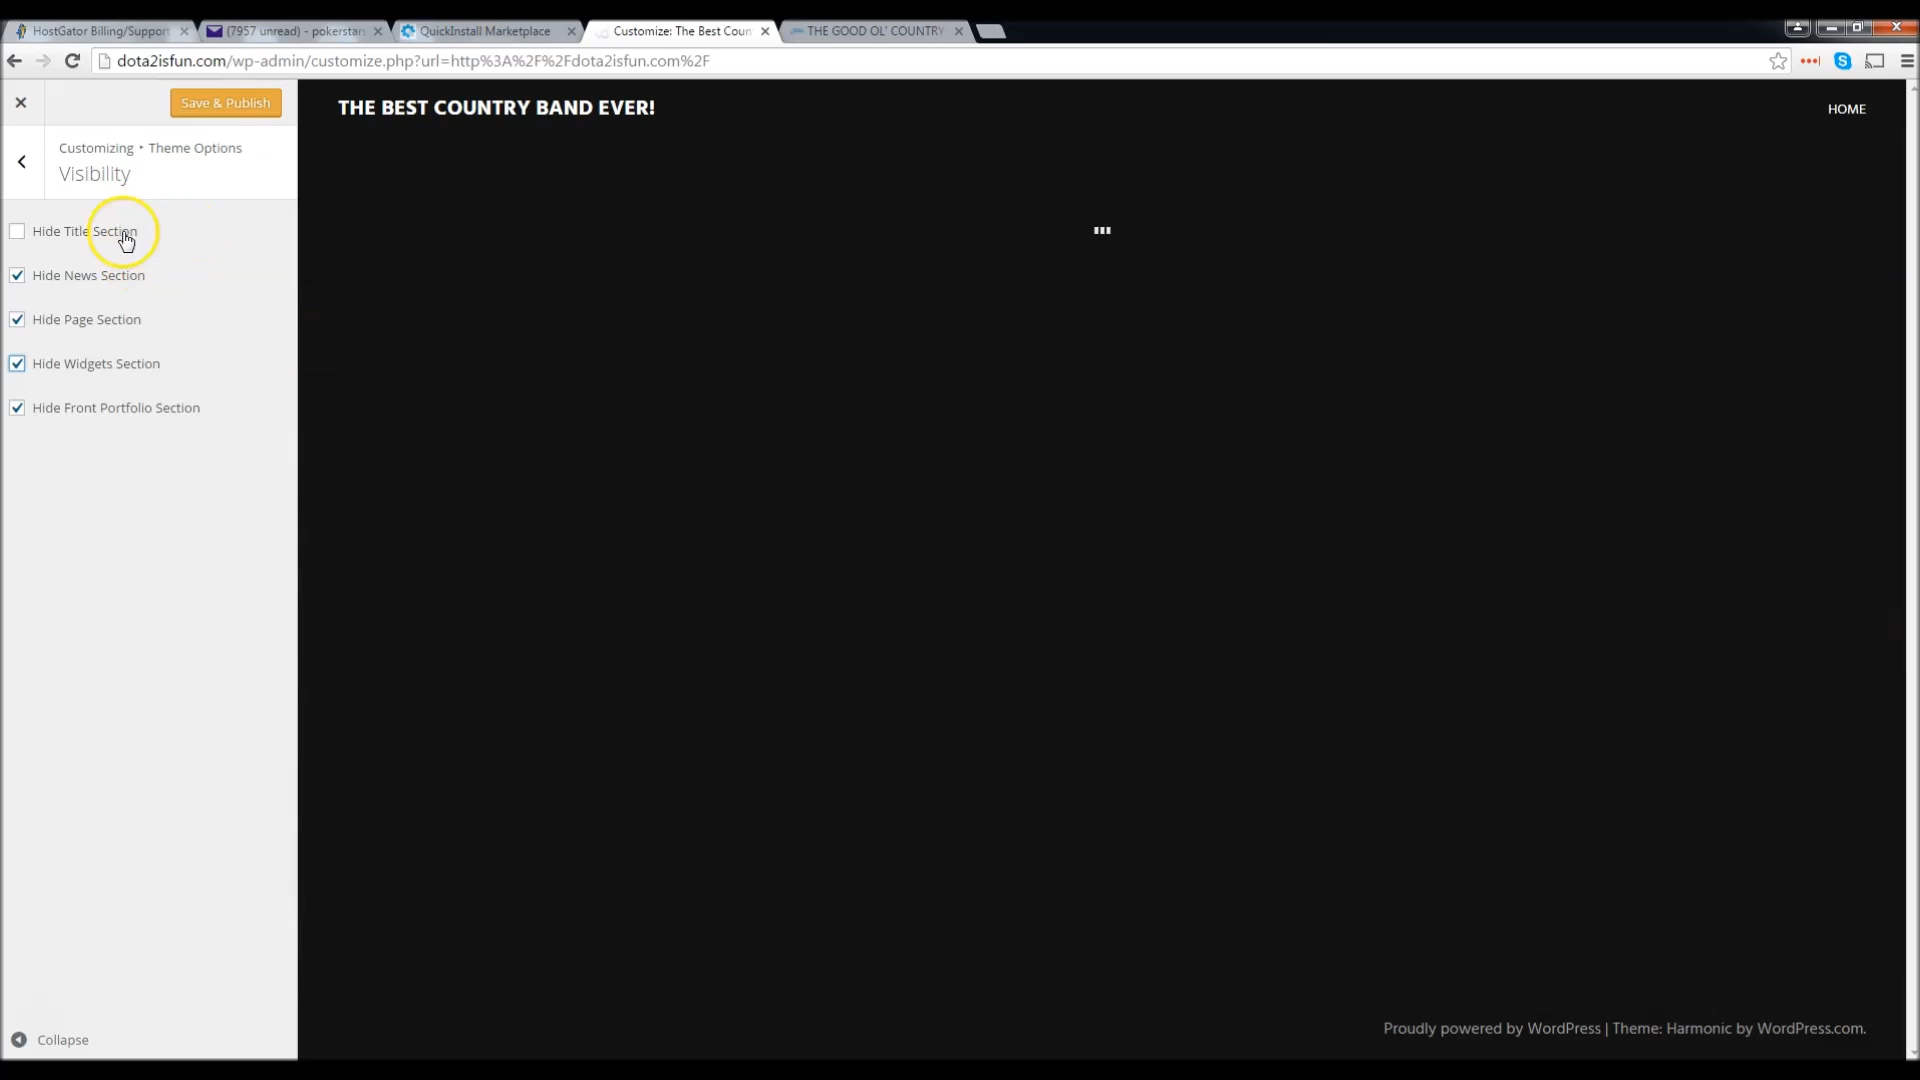 HostGator Billing/Support
(7957 unread) - pokerstars
QuickInstall Marketplace
Customize: The Best Coun
THE GOOD OL' COUNTRY
dota2isfun.com/wp-admin/customize.php?url=http%3A%2F%2Fdota2isfun.com%2F
Save & Publish
THE BEST COUNTRY BAND EVER!
HOME
Customizing ‣ Theme Options
Visibility
Hide Title Section
Hide News Section
Hide Page Section
Hide Widgets Section
Hide Front Portfolio Section
Proudly powered by WordPress | Theme: Harmonic by WordPress.com.
Collapse